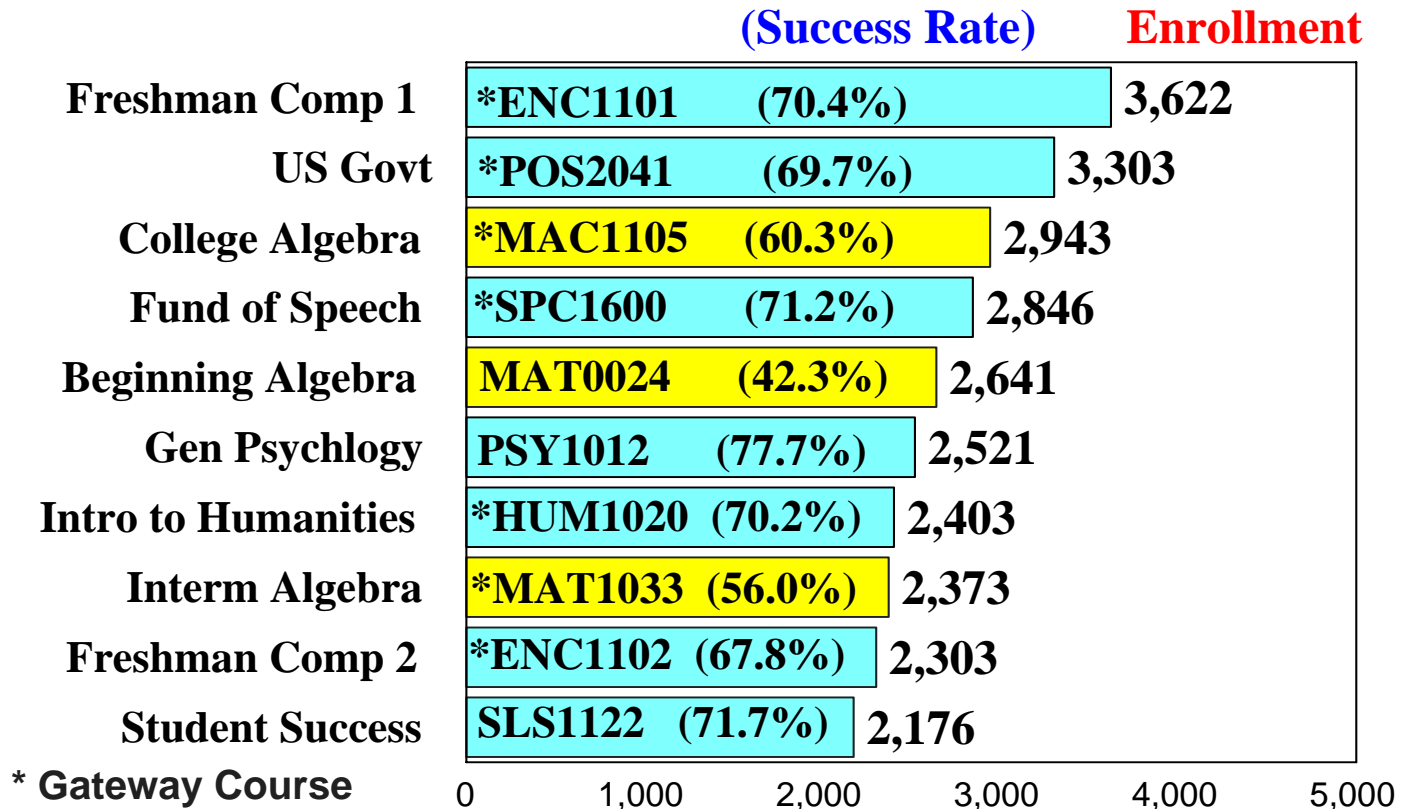 (Success Rate) Enrollment
Freshman Comp 1 *ENC1101 (70.4%) 3,622
US Govt *POS2041 (69.7%) 3,303
College Algebra *MAC1105 (60.3%) 2,943
Fund of Speech *SPC1600 (71.2%) 2,846
Beginning Algebra MAT0024 (42.3%) 2,641
Gen Psychlogy PSY1012 (77.7%) 2,521
Intro to Humanities *HUM1020 (70.2%) 2,403
Interm Algebra *MAT1033 (56.0%) 2,373
Freshman Comp 2 *ENC1102 (67.8%) 2,303
Student Success SLS1122 (71.7%) 2,176
* Gateway Course 0 1,000 2,000 3,000 4,000 5,000